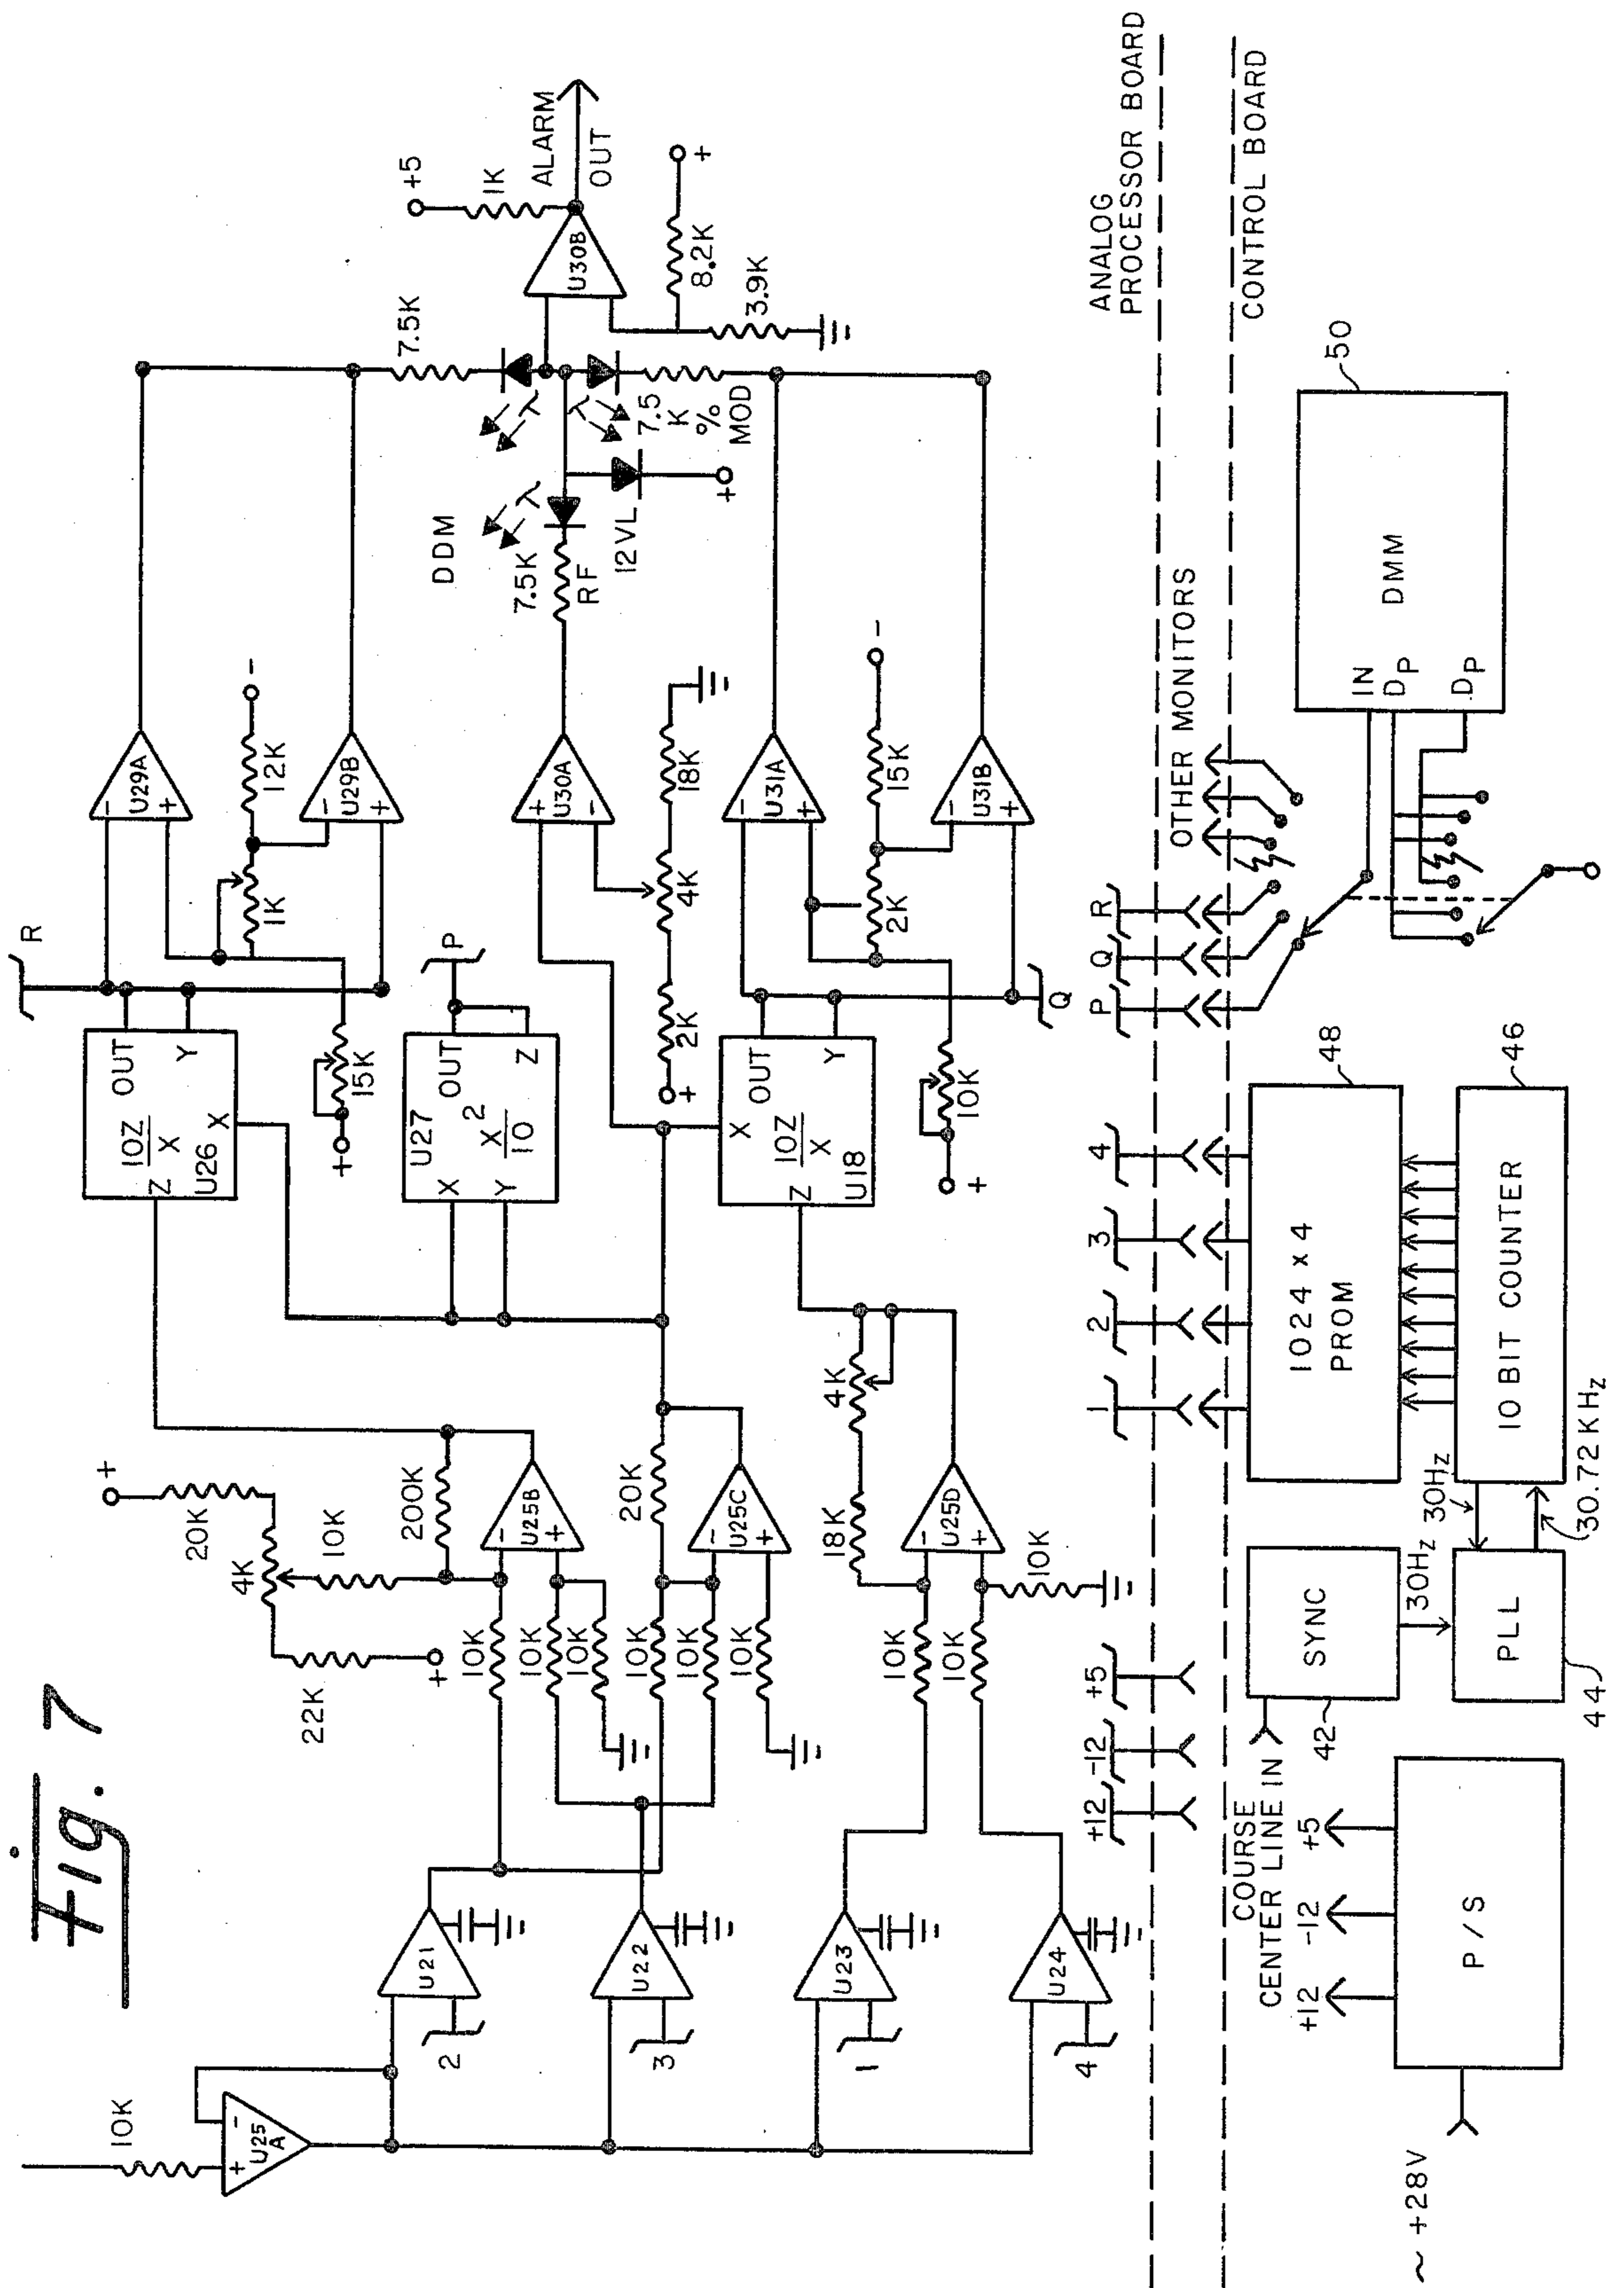 Fig. 7
10K
-
+
U25
A
2
U21
3
U22
1
U23
4
U24
+
20K
4K
22K
+
10K
200K
10K
10K
10K
10K
10K
10K
-
+
U25B
20K
-
+
U25C
10K
10K
10K
18K
4K
-
+
U25D
R
Z
10Z
X
U26
OUT
Y
X
U27
X
Y
X²
10
OUT
Z
P
X
Z
10Z
X
U18
OUT
Y
Q
+
15K
1K
12K
-
-
+
U29A
-
+
U29B
+
2K
4K
18K
+
-
U30A
+
10K
2K
15K
-
-
+
U31A
-
+
U31B
DDM
7.5K
RF
12VL
+
7.5K
7.5
K
%
MOD
+5
1K
U30B
ALARM
OUT
8.2K
+
3.9K
ANALOG
PROCESSOR BOARD
CONTROL BOARD
+12
-12
+5
1
2
3
4
P
Q
R
OTHER MONITORS
~ +28V
P/S
+12
-12
+5
COURSE
CENTER LINE IN
42
SYNC
30Hz
PLL
44
30Hz
30.72 KHz
1024 x 4
PROM
48
10 BIT COUNTER
46
IN
DP
DP
DMM
50